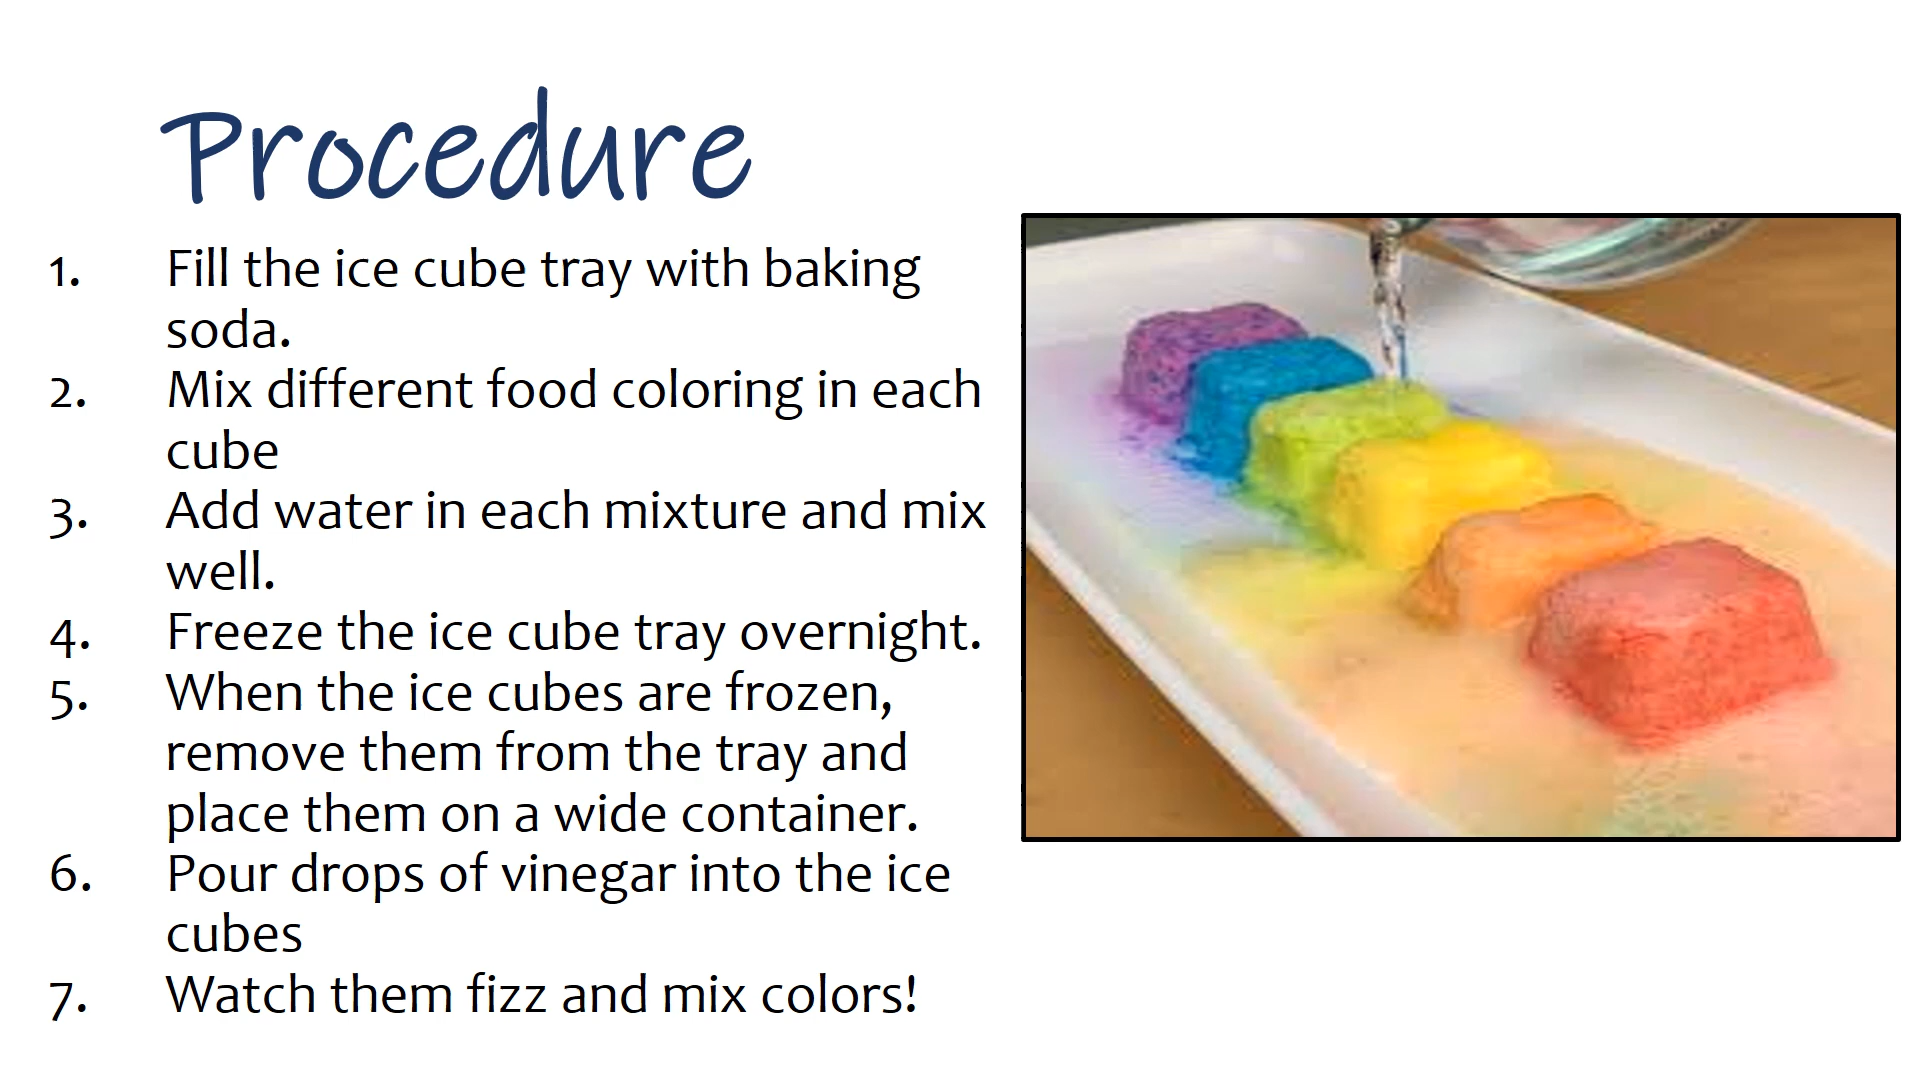 Procedure
1. Fill the ice cube tray with baking
soda.
2. Mix different food coloring in each
cube
3. Add water in each mixture and mix
well.
4. Freeze the ice cube tray overnight.
5. When the ice cubes are frozen,
remove them from the tray and
place them on a wide container.
6. Pour drops of vinegar into the ice
cubes
7. Watch them fizz and mix colors!